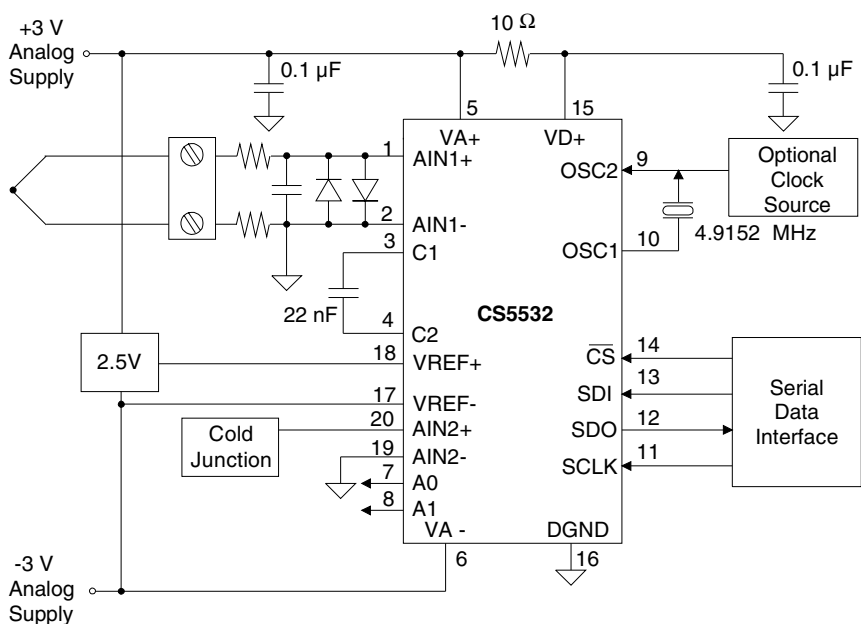 +3 V
Analog
Supply
10 Ω
0.1 µF
0.1 µF
5
15
VA+
VD+
1
AIN1+
OSC2
9
Optional
Clock
Source
2
AIN1-
3
C1
OSC1
10
4.9152 MHz
22 nF
4
C2
CS5532
2.5V
18
VREF+
CS
14
17
VREF-
SDI
13
Serial
Data
Interface
Cold
Junction
20
AIN2+
SDO
12
19
AIN2-
SCLK
11
7
A0
8
A1
VA -
DGND
6
16
-3 V
Analog
Supply